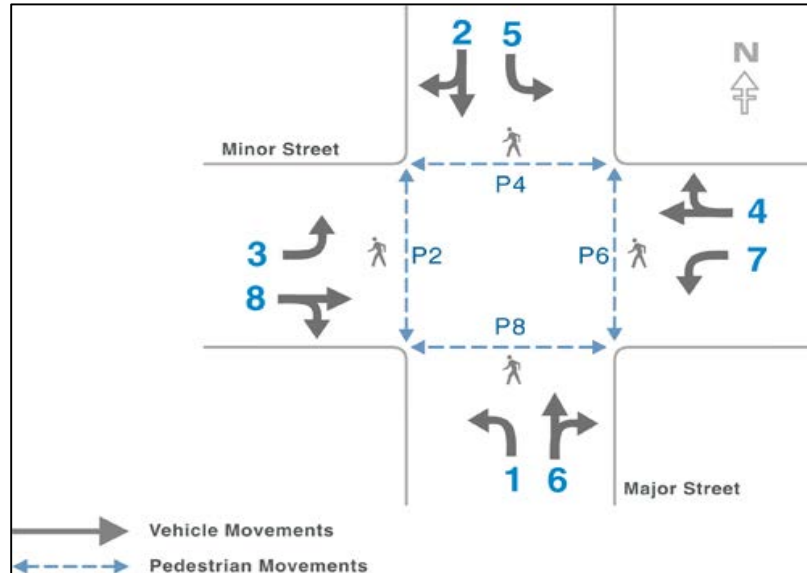 2 5
N
Minor Street
P4
4
3
P2
P6
7
8
P8
1 6
Major Street
Vehicle Movements
Pedestrian Movements